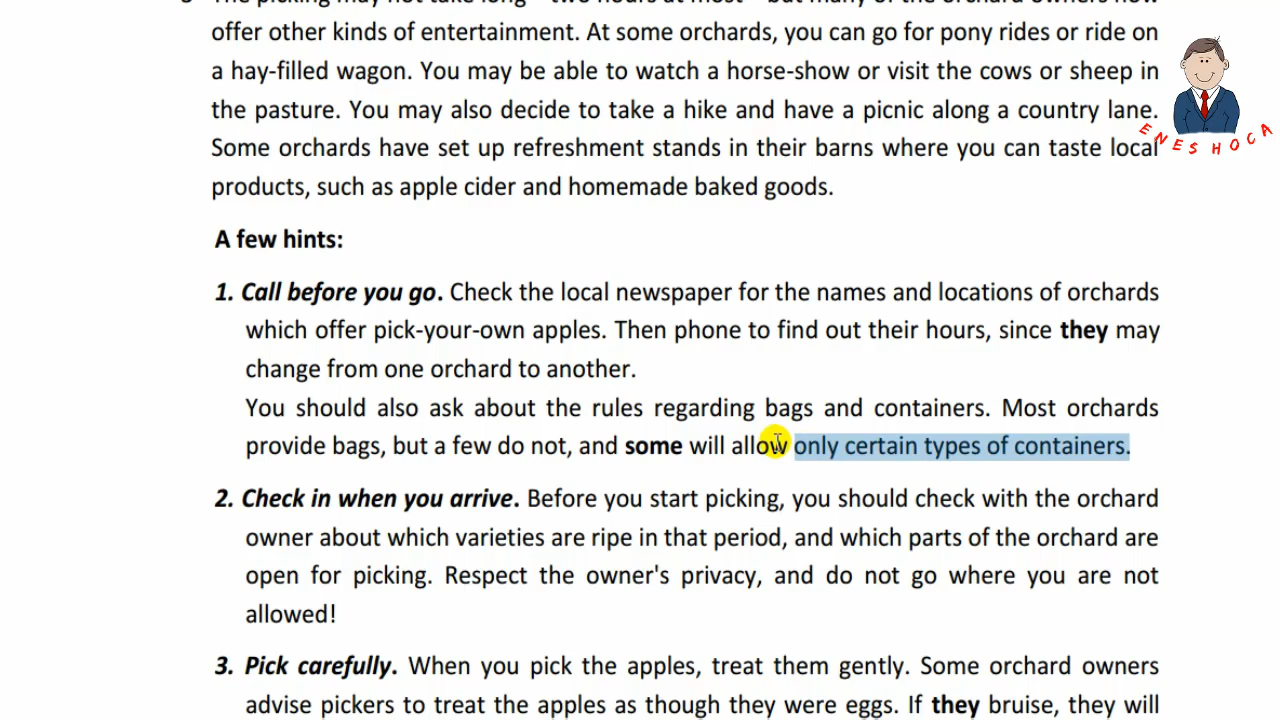 offer other kinds of entertainment. At some orchards, you can go for pony rides or ride on
a hay-filled wagon. You may be able to watch a horse-show or visit the cows or sheep in
the pasture. You may also decide to take a hike and have a picnic along a country lane.
Some orchards have set up refreshment stands in their barns where you can taste local
products, such as apple cider and homemade baked goods.
ENES HOCA
A few hints:
1. Call before you go. Check the local newspaper for the names and locations of orchards
which offer pick-your-own apples. Then phone to find out their hours, since they may
change from one orchard to another.
You should also ask about the rules regarding bags and containers. Most orchards
provide bags, but a few do not, and some will allow only certain types of containers.
2. Check in when you arrive. Before you start picking, you should check with the orchard
owner about which varieties are ripe in that period, and which parts of the orchard are
open for picking. Respect the owner's privacy, and do not go where you are not
allowed!
3. Pick carefully. When you pick the apples, treat them gently. Some orchard owners
advise pickers to treat the apples as though they were eggs. If they bruise, they will